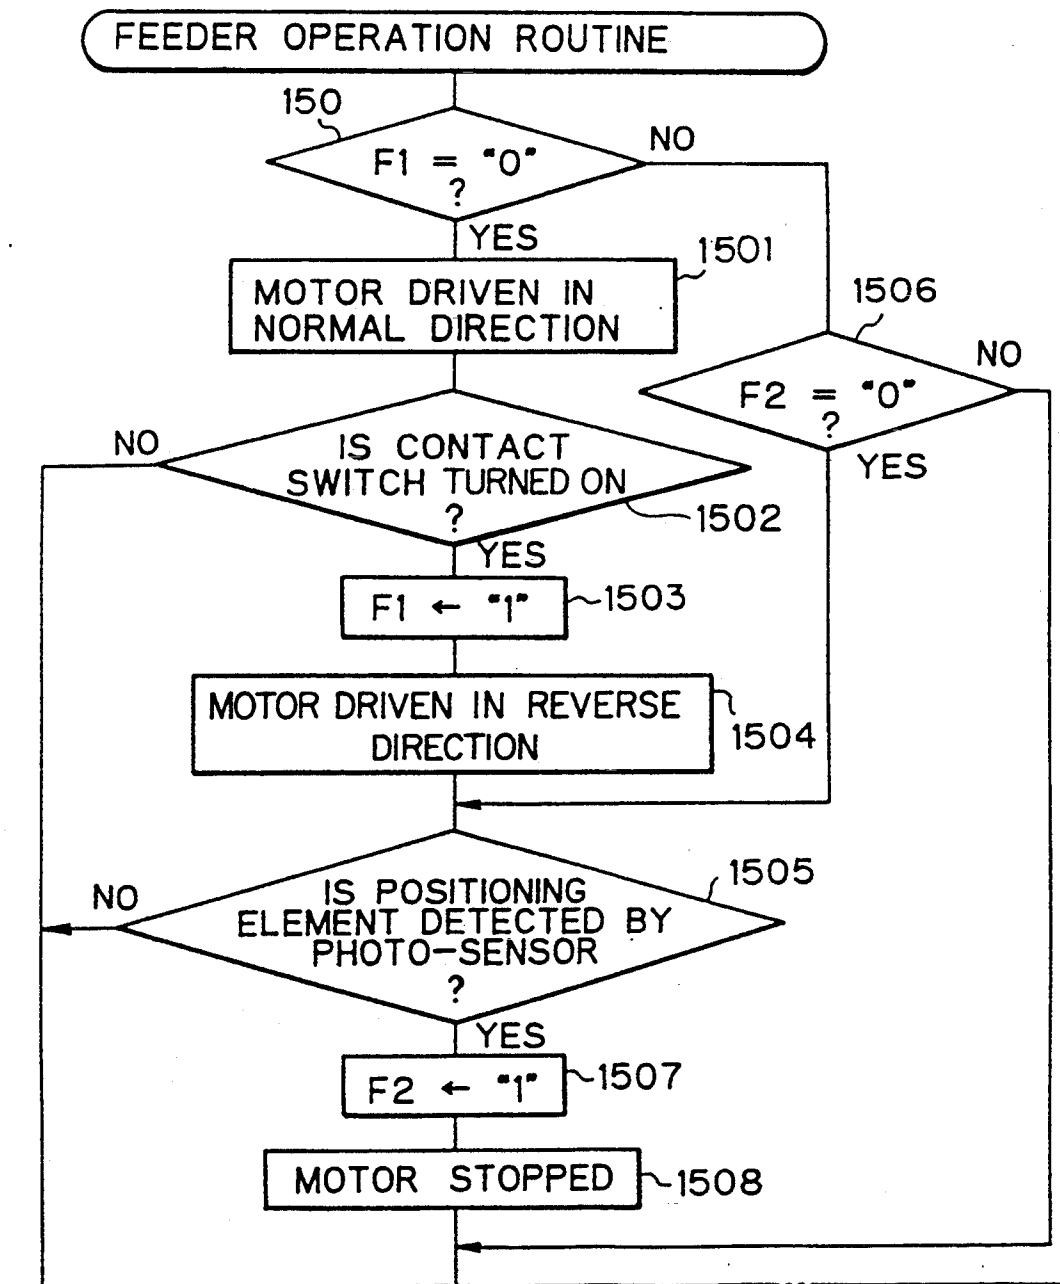 FEEDER OPERATION ROUTINE
150
F1 = "0"
?
NO
YES
1501
MOTOR DRIVEN IN
NORMAL DIRECTION
1506
F2 = "0"
?
NO
YES
NO
IS CONTACT
SWITCH TURNED ON
?
1502
YES
F1 ← "1"
1503
MOTOR DRIVEN IN REVERSE
DIRECTION
1504
NO
IS POSITIONING
ELEMENT DETECTED BY
PHOTO-SENSOR
?
1505
YES
F2 ← "1"
1507
MOTOR STOPPED
1508